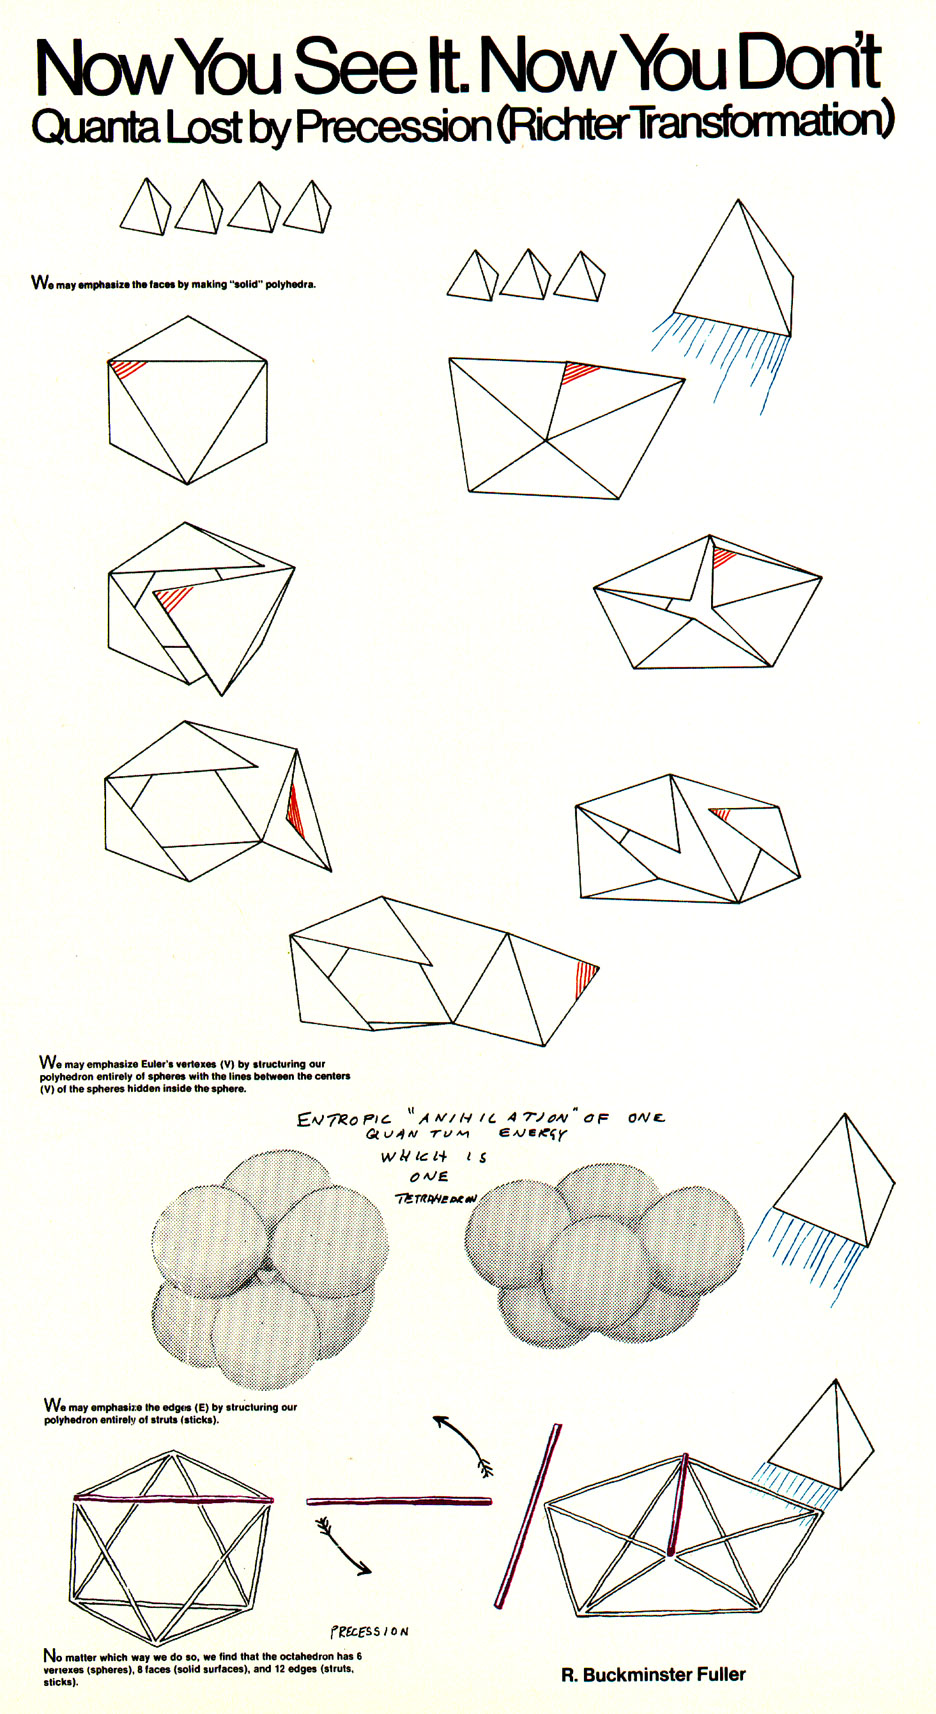 Now You See It. Now You Don't
Quanta Lost by Precession (Richter Transformation)
We may emphasize the faces by making "solid" polyhedra.
We may emphasize Euler's vertexes (V) by structuring our
polyhedron entirely of spheres with the lines between the centers
(V) of the spheres hidden inside the sphere.
ENTROPIC "ANIHILATION" OF ONE
QUANTUM ENERGY
WHICH IS
ONE
TETRAHEDRON
We may emphasize the edges (E) by structuring our
polyhedron entirely of struts (sticks).
PRECESSION
No matter which way we do so, we find that the octahedron has 6
vertexes (spheres), 8 faces (solid surfaces), and 12 edges (struts,
sticks).
R. Buckminster Fuller